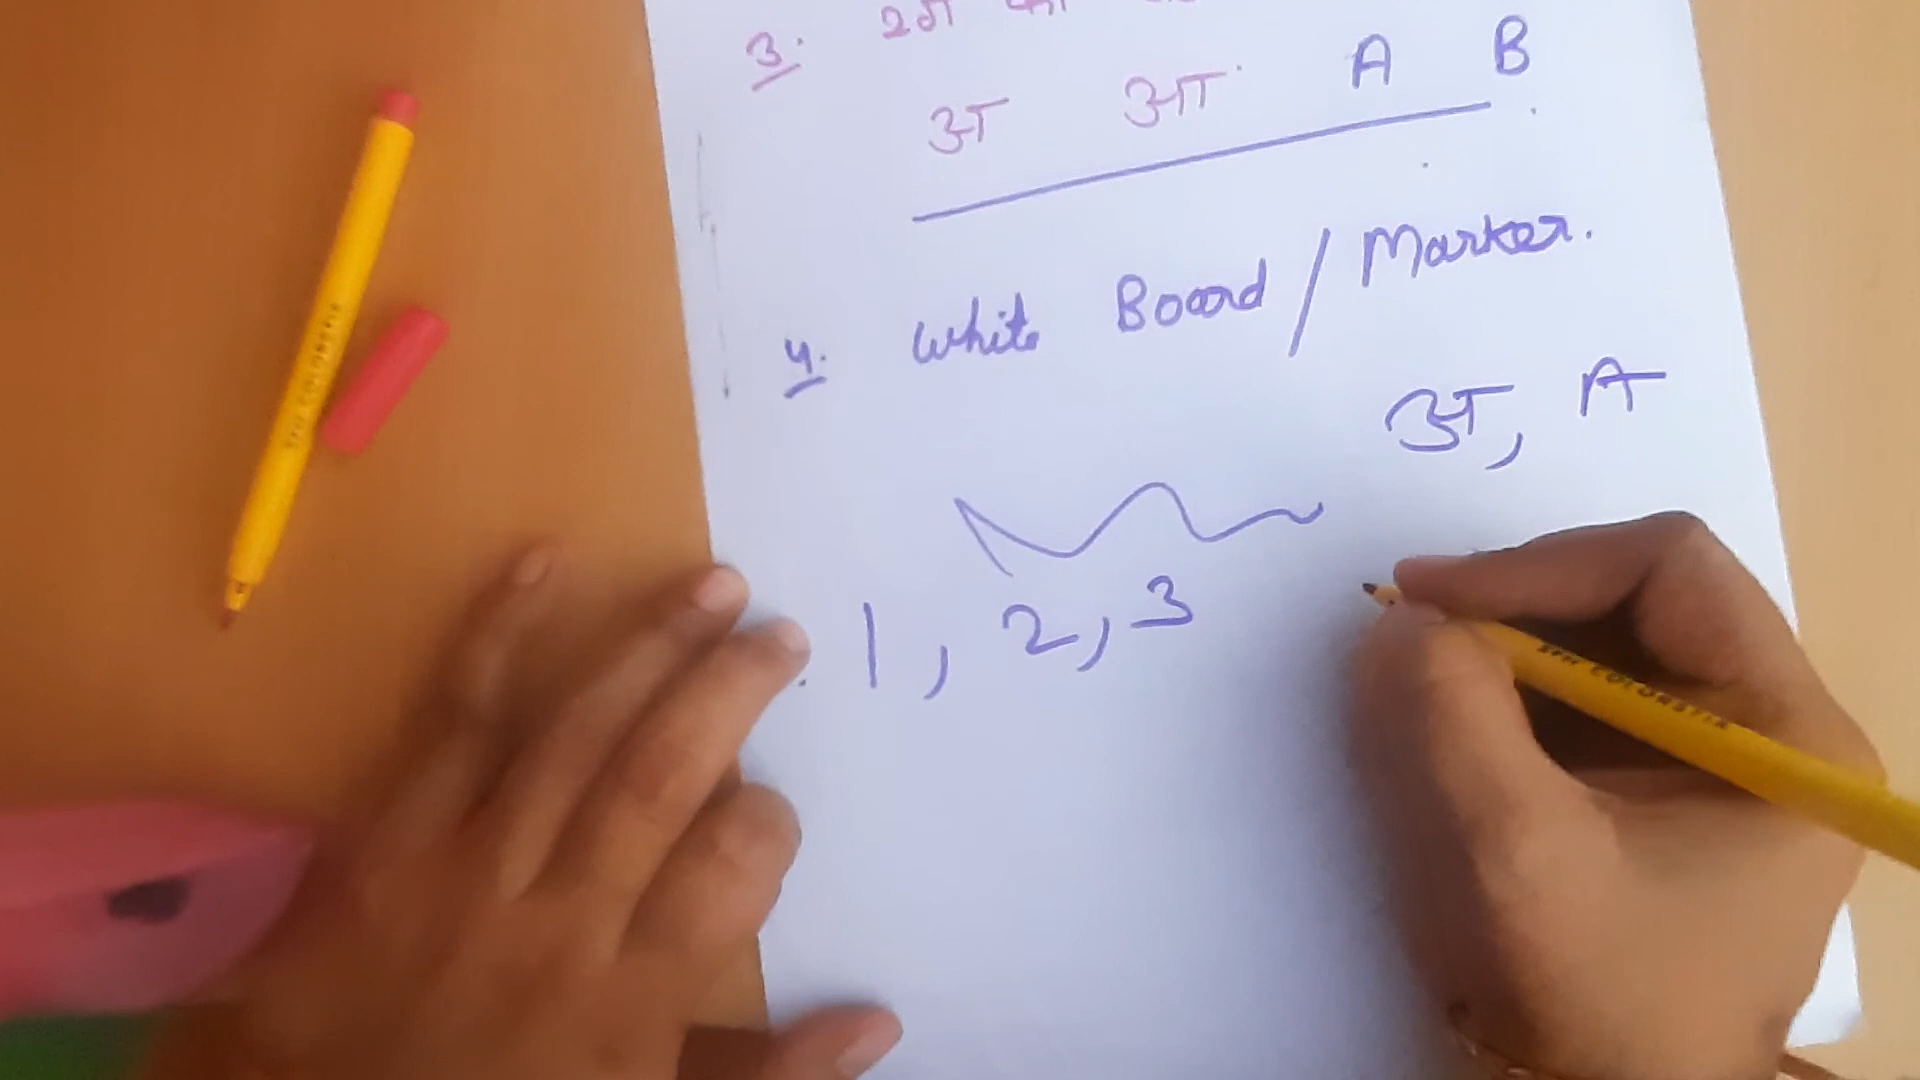 3.
अ आ A B
4. White Board / Marker.
अ, A
1, 2, 3